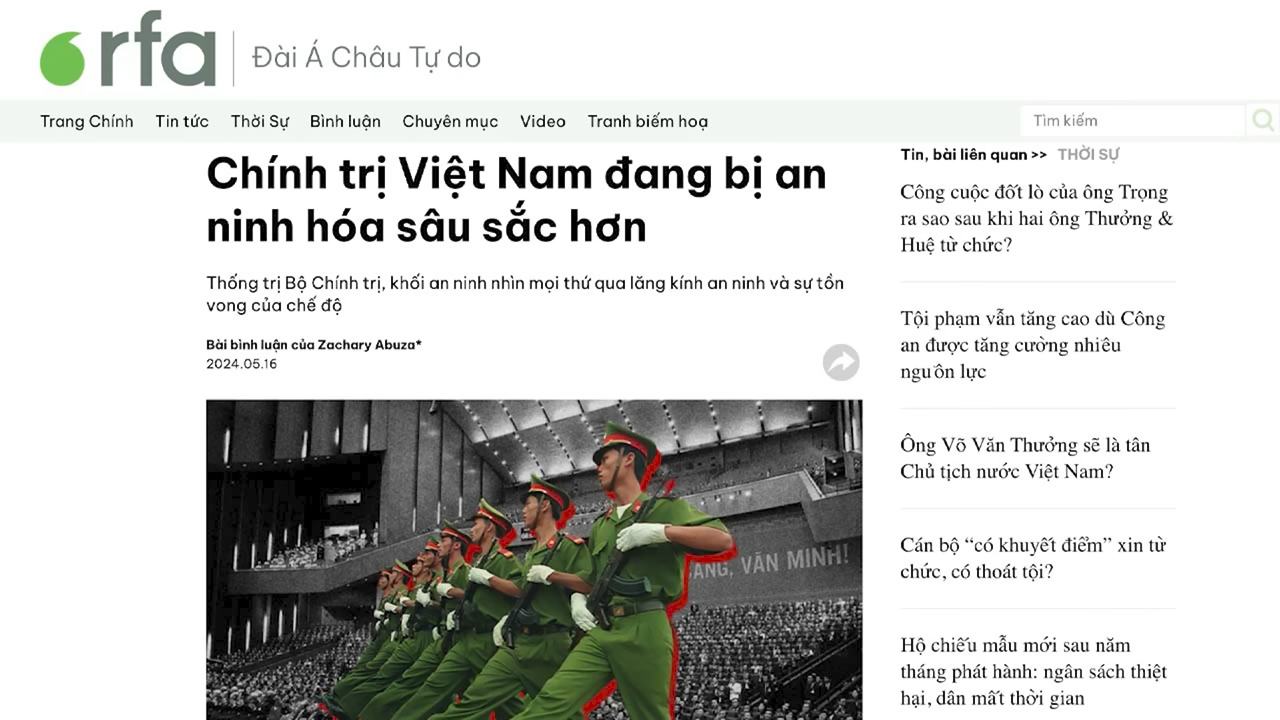 rfa
Đài Á Châu Tự do
Trang Chính Tin tức Thời Sự Bình luận Chuyên mục Video Tranh biếm hoạ
Tìm kiếm
Chính trị Việt Nam đang bị an
ninh hóa sâu sắc hơn
Thống trị Bộ Chính trị, khối an ninh nhìn mọi thứ qua lăng kính an ninh và sự tồn
vong của chế độ
Bài bình luận của Zachary Abuza*
2024.05.16
ANG, VĂN MINH!
Tin, bài liên quan >> THỜI SỰ
Công cuộc đốt lò của ông Trọng
ra sao sau khi hai ông Thưởng &
Huệ từ chức?
Tội phạm vẫn tăng cao dù Công
an được tăng cường nhiều
nguồn lực
Ông Võ Văn Thưởng sẽ là tân
Chủ tịch nước Việt Nam?
Cán bộ “có khuyết điểm” xin từ
chức, có thoát tội?
Hộ chiếu mẫu mới sau năm
tháng phát hành: ngân sách thiệt
hại, dân mất thời gian